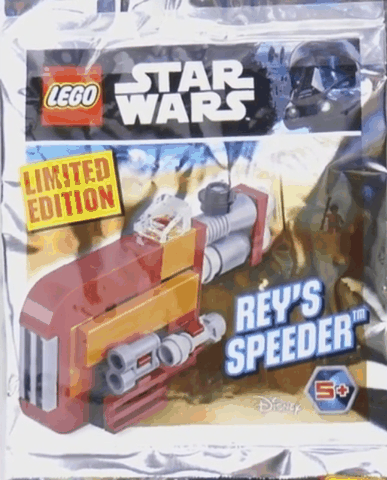 LEGO
STAR
WARS
LIMITED
EDITION
REY'S
SPEEDER™
Disney
5+